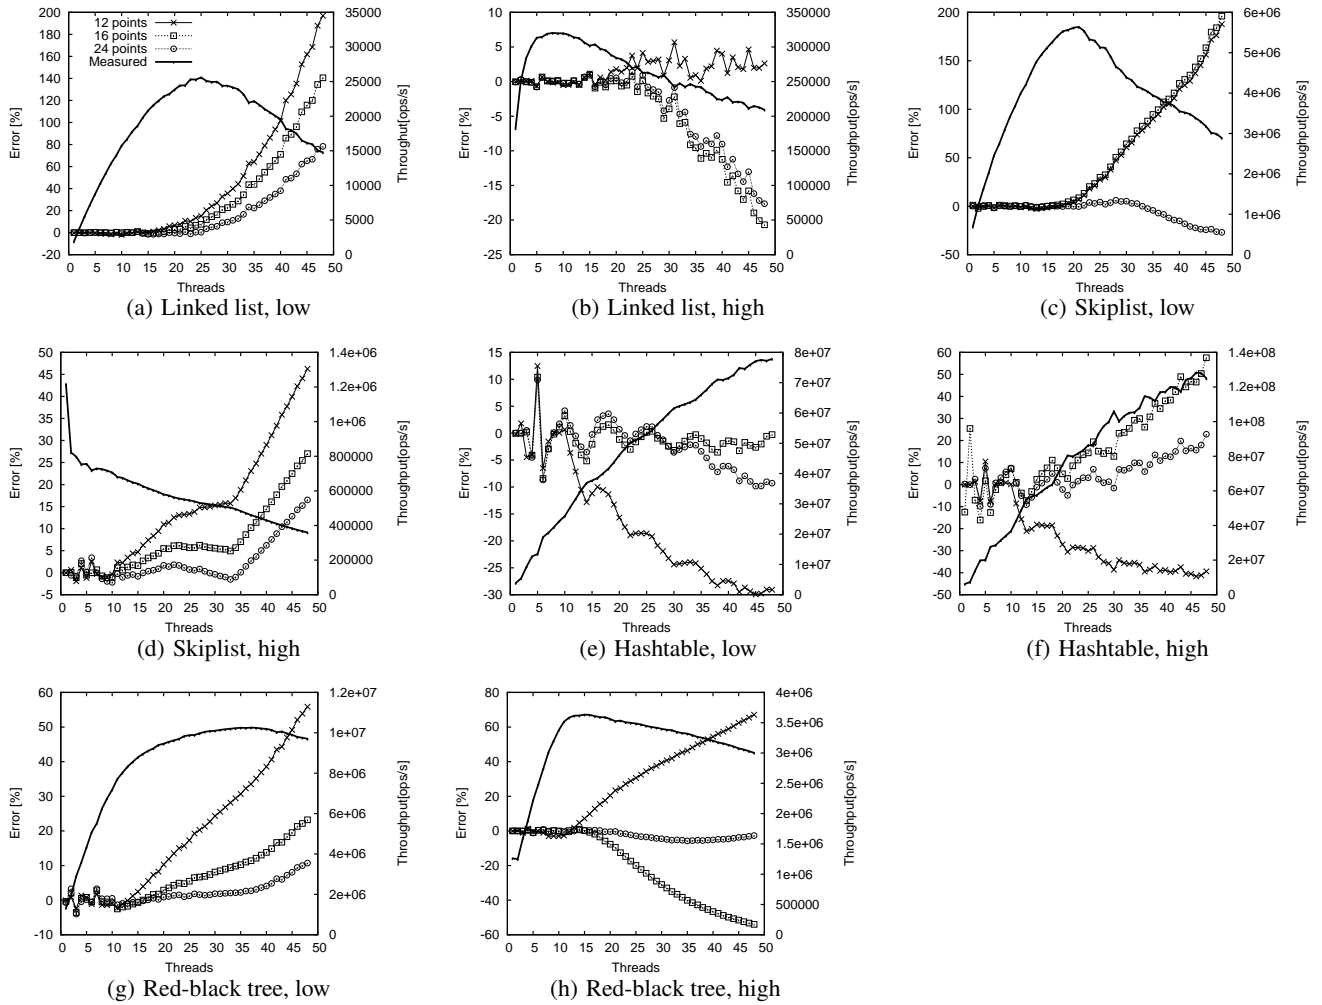 12 points
16 points
24 points
Measured
Error [%]
200
180
160
140
120
100
80
60
40
20
0
-20
35000
30000
25000
20000
15000
10000
5000
0
Throughput[ops/s]
0 5 10 15 20 25 30 35 40 45 50
Threads
(a) Linked list, low
Error [%]
10
5
0
-5
-10
-15
-20
-25
350000
300000
250000
200000
150000
100000
50000
0
Throughput[ops/s]
0 5 10 15 20 25 30 35 40 45 50
Threads
(b) Linked list, high
Error [%]
200
150
100
50
0
-50
6e+06
5e+06
4e+06
3e+06
2e+06
1e+06
0
Throughput[ops/s]
0 5 10 15 20 25 30 35 40 45 50
Threads
(c) Skiplist, low
Error [%]
50
45
40
35
30
25
20
15
10
5
0
-5
1.4e+06
1.2e+06
1e+06
800000
600000
400000
200000
0
Throughput[ops/s]
0 5 10 15 20 25 30 35 40 45 50
Threads
(d) Skiplist, high
Error [%]
15
10
5
0
-5
-10
-15
-20
-25
-30
8e+07
7e+07
6e+07
5e+07
4e+07
3e+07
2e+07
1e+07
0
Throughput[ops/s]
0 5 10 15 20 25 30 35 40 45 50
Threads
(e) Hashtable, low
Error [%]
60
50
40
30
20
10
0
-10
-20
-30
-40
-50
1.4e+08
1.2e+08
1e+08
8e+07
6e+07
4e+07
2e+07
0
Throughput[ops/s]
0 5 10 15 20 25 30 35 40 45 50
Threads
(f) Hashtable, high
Error [%]
60
50
40
30
20
10
0
-10
1.2e+07
1e+07
8e+06
6e+06
4e+06
2e+06
0
Throughput[ops/s]
0 5 10 15 20 25 30 35 40 45 50
Threads
(g) Red-black tree, low
Error [%]
80
60
40
20
0
-20
-40
-60
4e+06
3.5e+06
3e+06
2.5e+06
2e+06
1.5e+06
1e+06
500000
0
Throughput[ops/s]
0 5 10 15 20 25 30 35 40 45 50
Threads
(h) Red-black tree, high